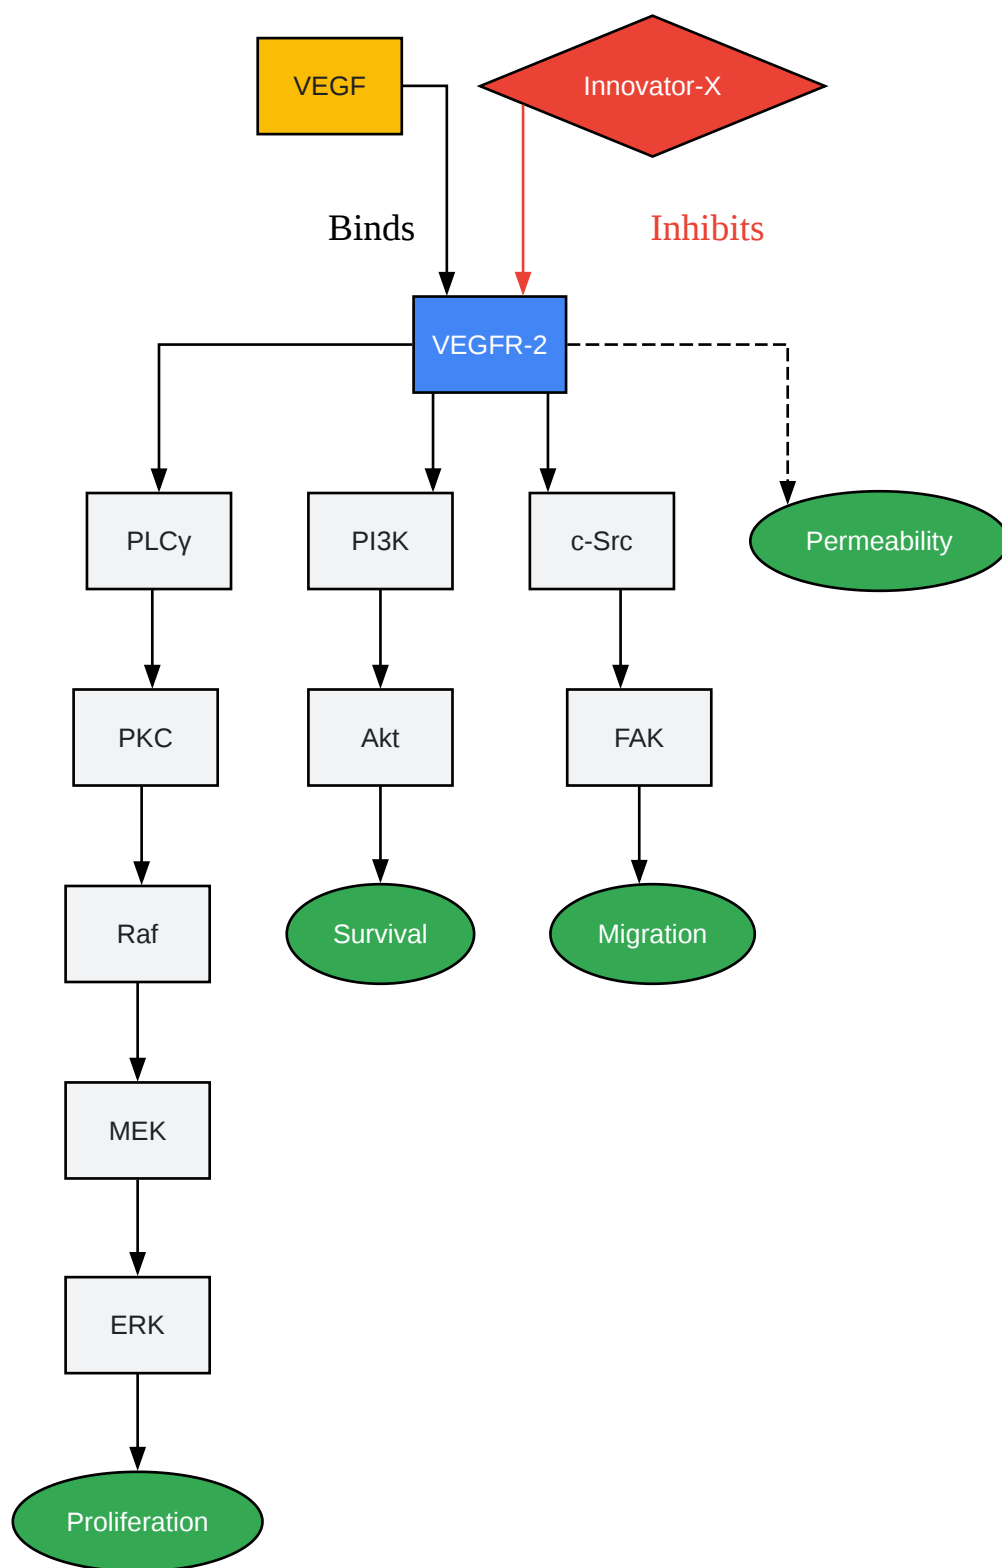 VEGF
Innovator-X
Binds
Inhibits
VEGFR-2
PLCγ
PI3K
c-Src
Permeability
PKC
Akt
FAK
Raf
Survival
Migration
MEK
ERK
Proliferation